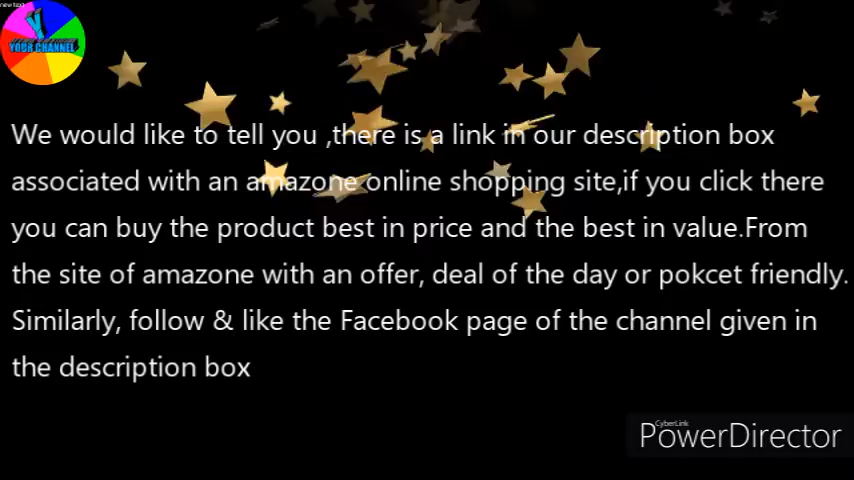 new text
YOUR CHANNEL
We would like to tell you ,there is a link in our description box
associated with an amazone online shopping site,if you click there
you can buy the product best in price and the best in value.From
the site of amazone with an offer, deal of the day or pokcet friendly.
Similarly, follow & like the Facebook page of the channel given in
the description box
CyberLink
PowerDirector